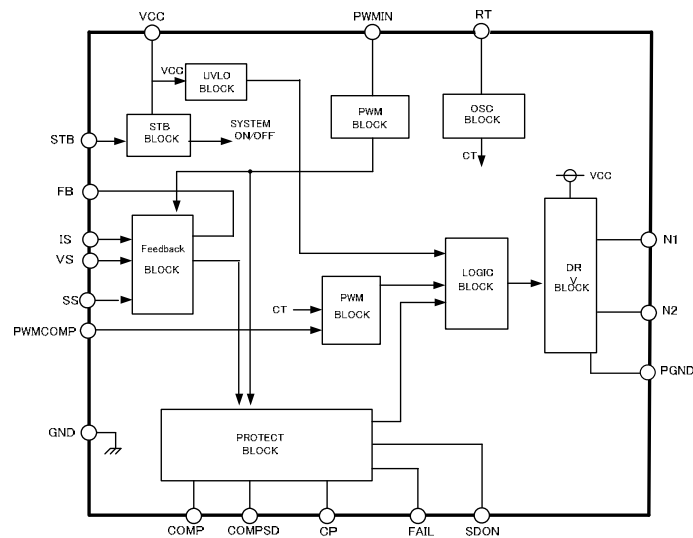 VCC
PWMIN
RT
VCC
UVLO
BLOCK
PWM
BLOCK
OSC
BLOCK
STB
STB
BLOCK
SYSTEM
ON/OFF
CT
FB
VCC
IS
VS
Feedback
BLOCK
N1
LOGIC
BLOCK
DR
V
BLOCK
SS
CT
PWM
BLOCK
N2
PWMCOMP
PGND
GND
PROTECT
BLOCK
COMP
COMPSD
CP
FAIL
SDON